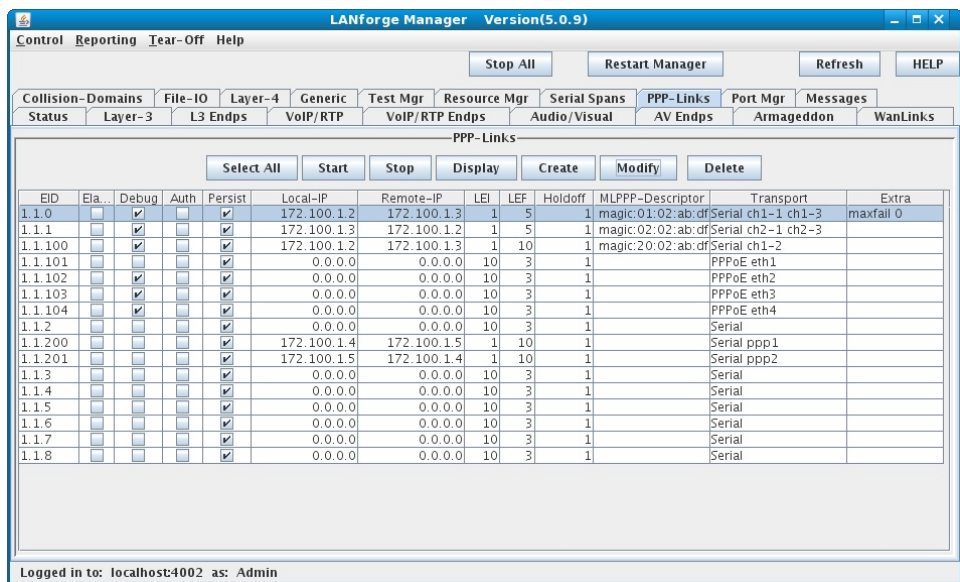 LANforge Manager Version(5.0.9)
Control Reporting Tear-Off Help
Stop All Restart Manager Refresh HELP
Collision-Domains File-IO Layer-4 Generic Test Mgr Resource Mgr Serial Spans PPP-Links Port Mgr Messages
Status Layer-3 L3 Endps VoIP/RTP VoIP/RTP Endps Audio/Visual AV Endps Armageddon WanLinks
PPP-Links
Select All Start Stop Display Create Modify Delete
EID Ela... Debug Auth Persist Local-IP Remote-IP LEI LEF Holdoff MLPPP-Descriptor Transport Extra
1.1.0 172.100.1.2 172.100.1.3 1 5 1 magic:01:02:ab:df Serial ch1-1 ch1-3 maxfail 0
1.1.1 172.100.1.3 172.100.1.2 1 5 1 magic:02:02:ab:df Serial ch2-1 ch2-3
1.1.100 172.100.1.2 172.100.1.3 1 10 1 magic:20:02:ab:df Serial ch1-2
1.1.101 0.0.0.0 0.0.0.0 10 3 1 PPPoE eth1
1.1.102 0.0.0.0 0.0.0.0 10 3 1 PPPoE eth2
1.1.103 0.0.0.0 0.0.0.0 10 3 1 PPPoE eth3
1.1.104 0.0.0.0 0.0.0.0 10 3 1 PPPoE eth4
1.1.2 0.0.0.0 0.0.0.0 10 3 1 Serial
1.1.200 172.100.1.4 172.100.1.5 1 10 1 Serial ppp1
1.1.201 172.100.1.5 172.100.1.4 1 10 1 Serial ppp2
1.1.3 0.0.0.0 0.0.0.0 10 3 1 Serial
1.1.4 0.0.0.0 0.0.0.0 10 3 1 Serial
1.1.5 0.0.0.0 0.0.0.0 10 3 1 Serial
1.1.6 0.0.0.0 0.0.0.0 10 3 1 Serial
1.1.7 0.0.0.0 0.0.0.0 10 3 1 Serial
1.1.8 0.0.0.0 0.0.0.0 10 3 1 Serial
Logged in to: localhost:4002 as: Admin